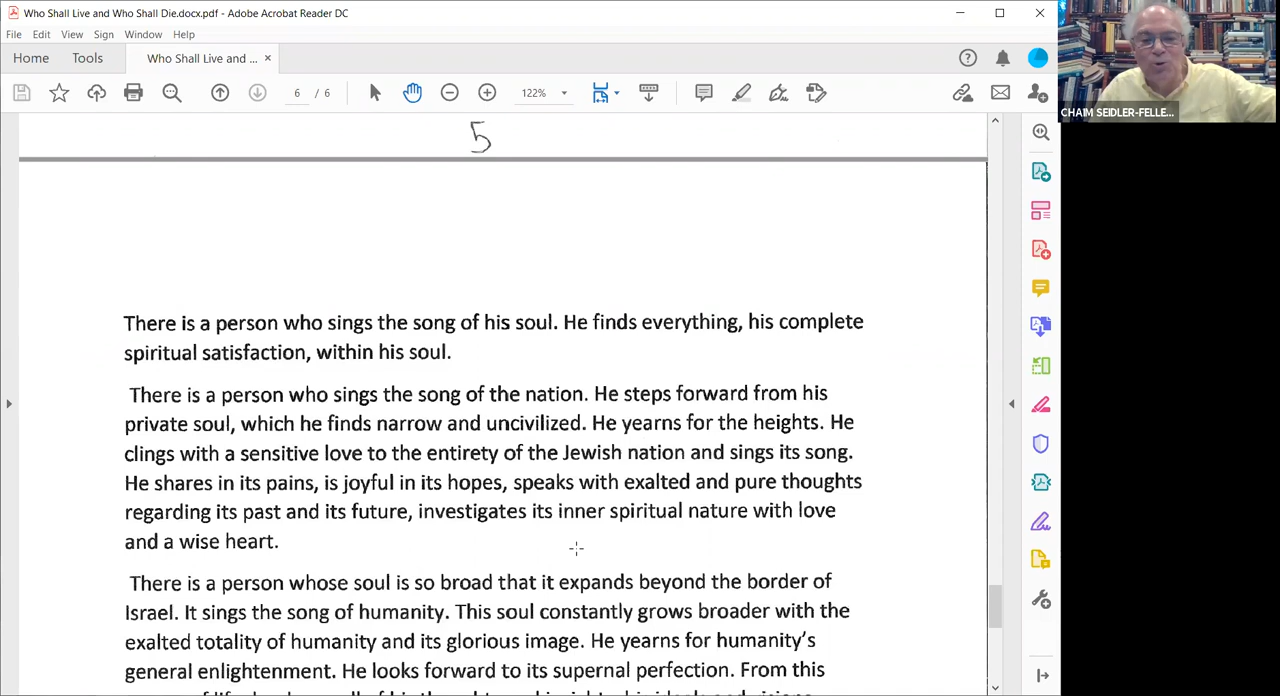 Who Shall Live and Who Shall Die.docx.pdf - Adobe Acrobat Reader DC
File Edit View Sign Window Help
Home Tools Who Shall Live and ... ×
6 / 6 122%
CHAIM SEIDLER-FELLE...
5
There is a person who sings the song of his soul. He finds everything, his complete
spiritual satisfaction, within his soul.
There is a person who sings the song of the nation. He steps forward from his
private soul, which he finds narrow and uncivilized. He yearns for the heights. He
clings with a sensitive love to the entirety of the Jewish nation and sings its song.
He shares in its pains, is joyful in its hopes, speaks with exalted and pure thoughts
regarding its past and its future, investigates its inner spiritual nature with love
and a wise heart.
There is a person whose soul is so broad that it expands beyond the border of
Israel. It sings the song of humanity. This soul constantly grows broader with the
exalted totality of humanity and its glorious image. He yearns for humanity's
general enlightenment. He looks forward to its supernal perfection. From this